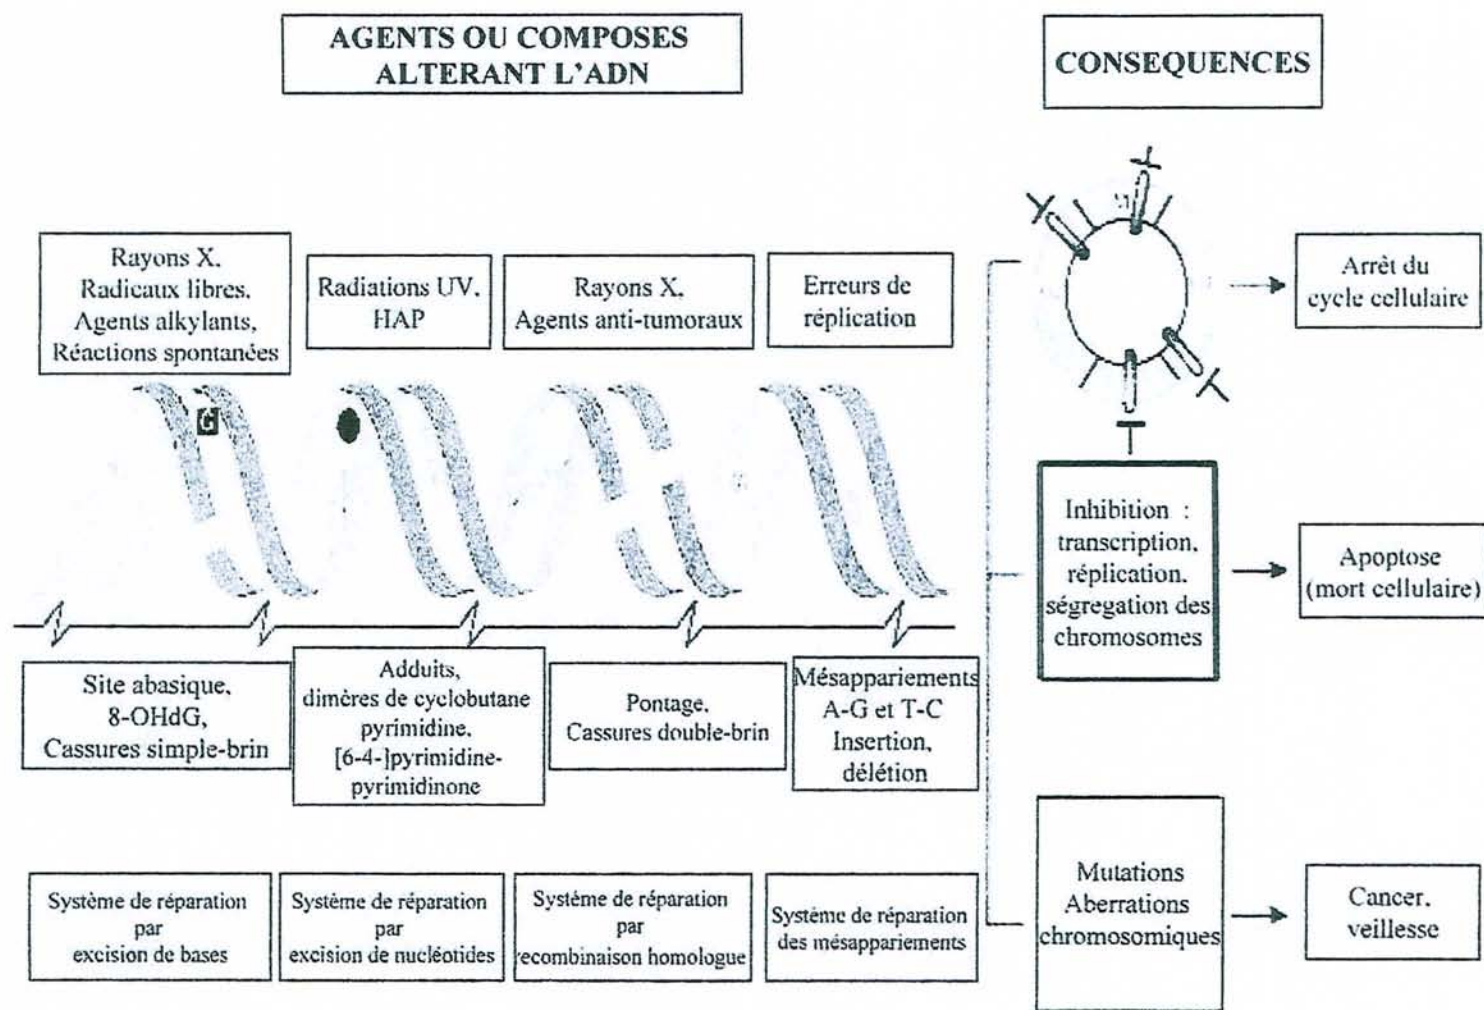 AGENTS OU COMPOSES
ALTERANT L'ADN
CONSEQUENCES
Rayons X,
Radicaux libres,
Agents alkylants,
Réactions spontanées
Radiations UV,
HAP
Rayons X,
Agents anti-tumoraux
Erreurs de
réplication
Arrêt du
cycle cellulaire
G
Inhibition :
transcription,
réplication,
ségregation des
chromosomes
Apoptose
(mort cellulaire)
Site abasique,
8-OHdG,
Cassures simple-brin
Adduits,
dimères de cyclobutane
pyrimidine,
[6-4-]pyrimidine-
pyrimidinone
Pontage,
Cassures double-brin
Mésappariements
A-G et T-C
Insertion,
délétion
Système de réparation
par
excision de bases
Système de réparation
par
excision de nucléotides
Système de réparation
par
recombinaison homologue
Système de réparation
des mésappariements
Mutations
Aberrations
chromosomiques
Cancer,
veillesse